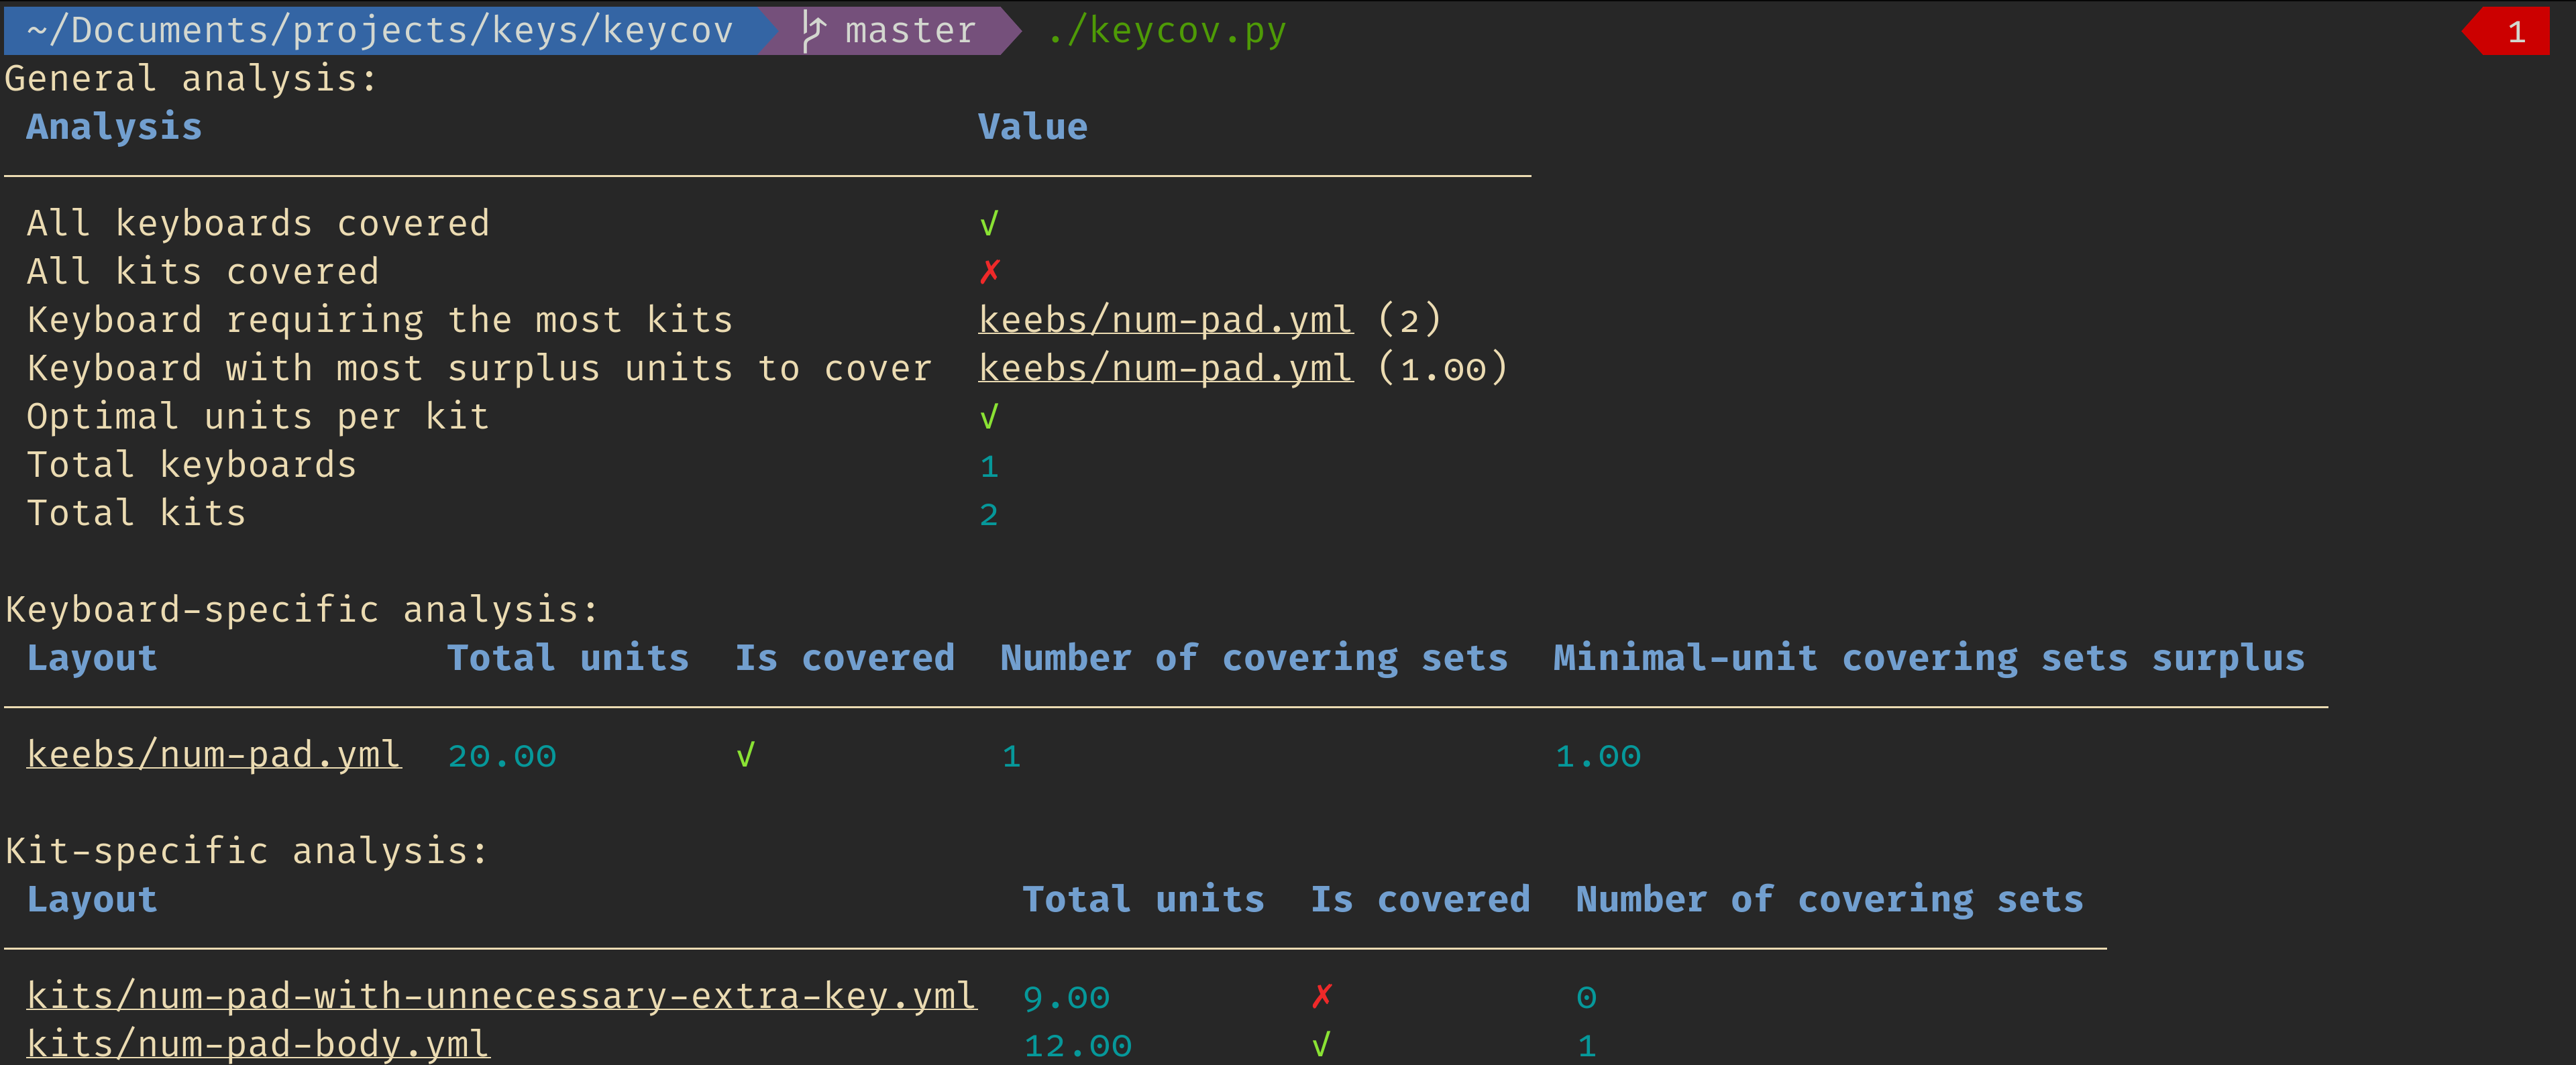 ~/Documents/projects/keys/keycov master ./keycov.py 1
General analysis:
Analysis Value
All keyboards covered √
All kits covered ✗
Keyboard requiring the most kits keebs/num-pad.yml (2)
Keyboard with most surplus units to cover keebs/num-pad.yml (1.00)
Optimal units per kit √
Total keyboards 1
Total kits 2
Keyboard-specific analysis:
Layout Total units Is covered Number of covering sets Minimal-unit covering sets surplus
keebs/num-pad.yml 20.00 √ 1 1.00
Kit-specific analysis:
Layout Total units Is covered Number of covering sets
kits/num-pad-with-unnecessary-extra-key.yml 9.00 ✗ 0
kits/num-pad-body.yml 12.00 √ 1